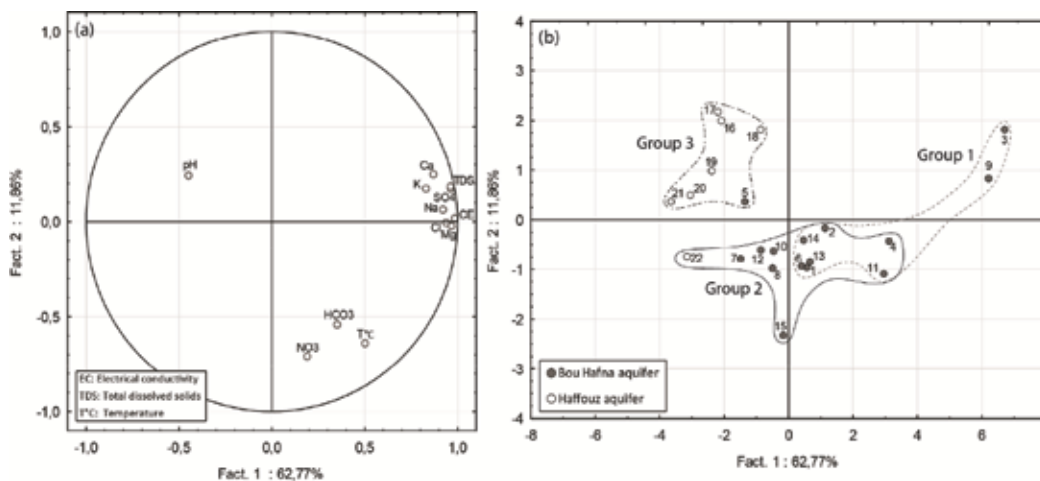 (a)
1,0
0,5
0,0
-0,5
-1,0
Fact. 2 : 11,86%
pH
Ca
K
TDS
SO4
Na
CE
Cl
Mg
HCO3
T°c
NO3
EC: Electrical conductivity
TDS: Total dissolved solids
T°C: Temperature
-1,0 -0,5 0,0 0,5 1,0
Fact. 1 : 62,77%
(b)
4
3
2
1
0
-1
-2
-3
-4
Fact. 2 : 11,86%
17
16
18
Group 3
19
21 20 5
Group 1
3
9
2
14 4
10
22 7 12 13
8 6 1 11
Group 2
15
Bou Hafna aquifer
Haffouz aquifer
-8 -6 -4 -2 0 2 4 6 8
Fact. 1 : 62,77%